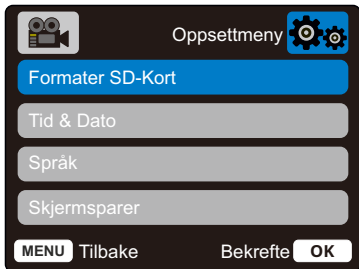 Oppsettmeny
Formater SD-Kort
Tid & Dato
Språk
Skjermsparer
MENU Tilbake Bekrefte OK